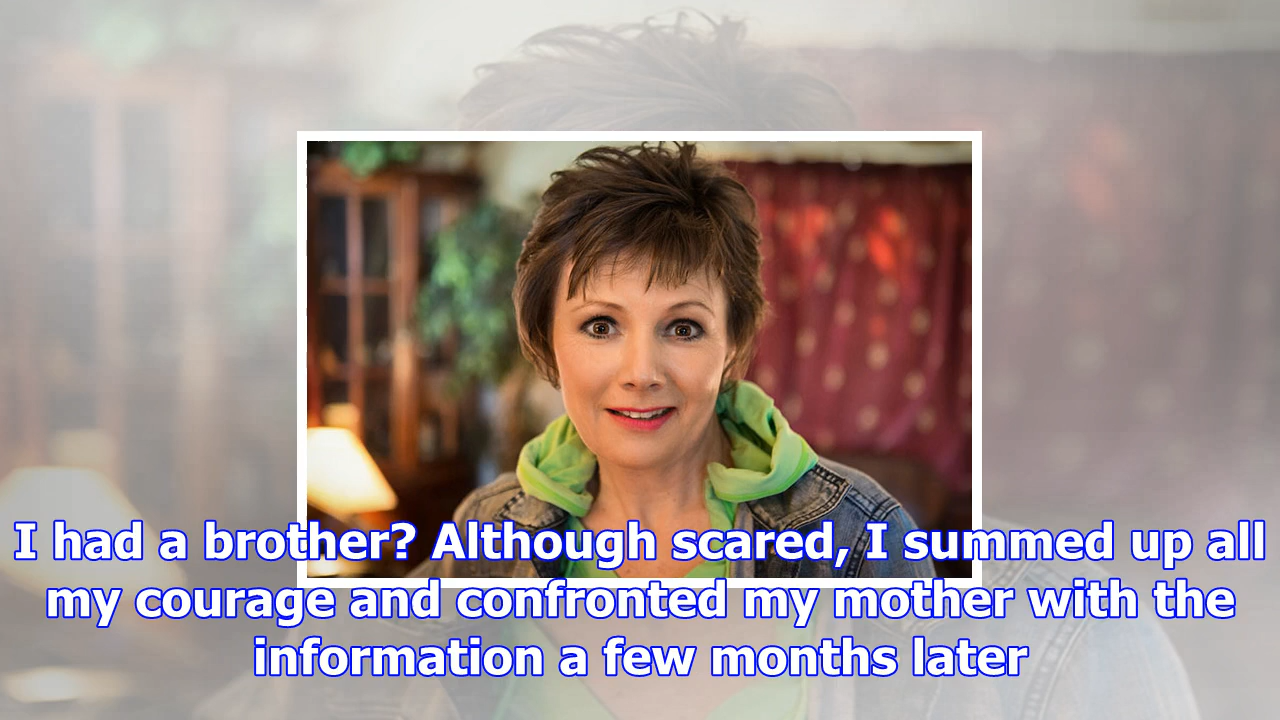 I had a brother? Although scared, I summed up all
my courage and confronted my mother with the
information a few months later